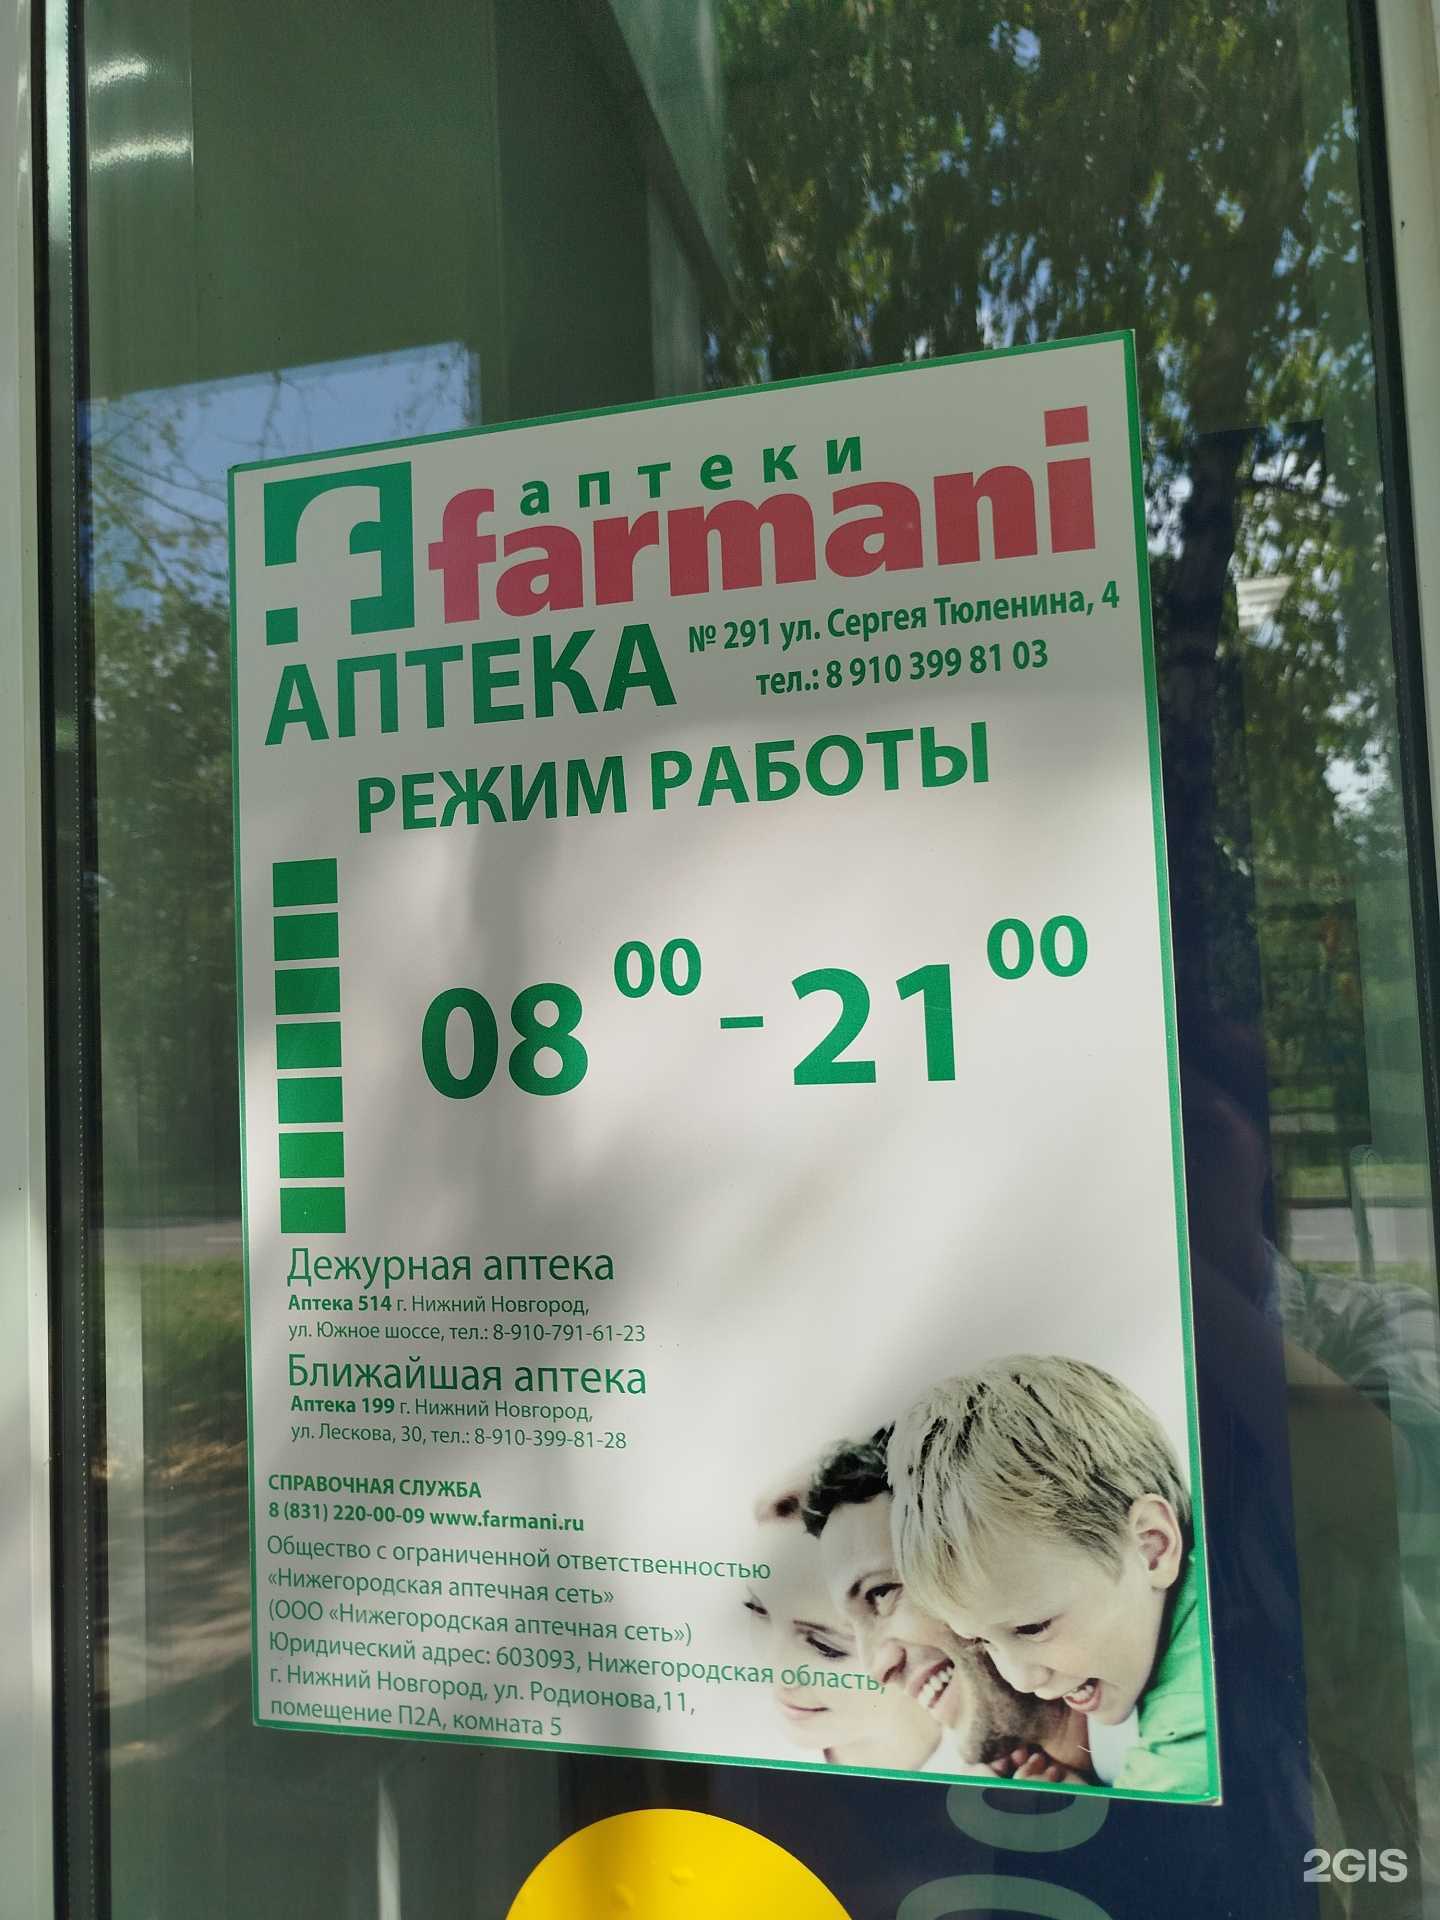 аптеки
farmani
АПТЕКА № 291 ул. Сергея Тюленина, 4
тел.: 8 910 399 81 03
РЕЖИМ РАБОТЫ
08 00 - 21 00
Дежурная аптека
Аптека 514 г. Нижний Новгород,
ул. Южное шоссе, тел.: 8-910-791-61-23
Ближайшая аптека
Аптека 199 г. Нижний Новгород,
ул. Лескова, 30, тел.: 8-910-399-81-28
СПРАВОЧНАЯ СЛУЖБА
8 (831) 220-00-09 www.farmani.ru
Общество с ограниченной ответственностью
«Нижегородская аптечная сеть»
(ООО «Нижегородская аптечная сеть»)
Юридический адрес: 603093, Нижегородская область,
г. Нижний Новгород, ул. Родионова,11,
помещение П2А, комната 5
2GIS